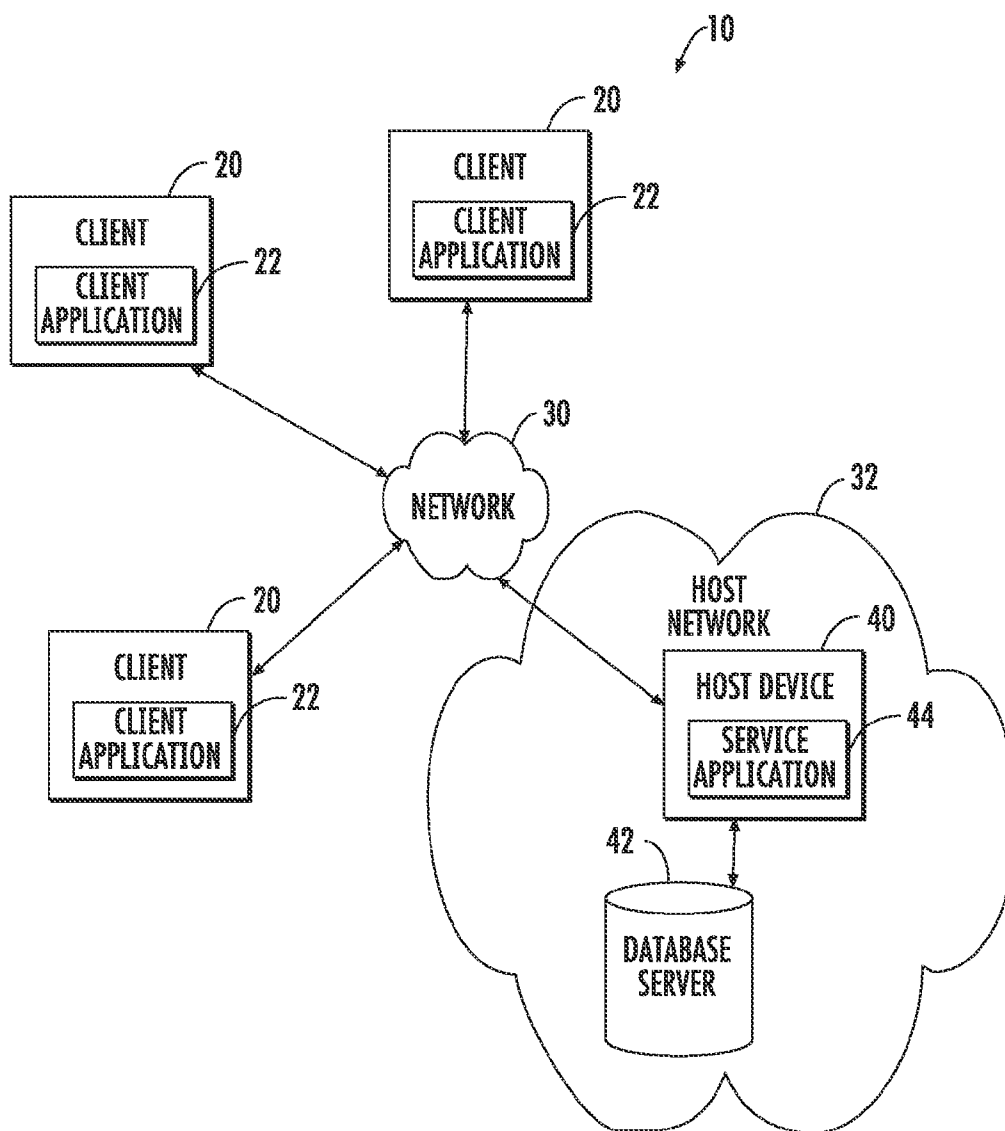 10
20
CLIENT
22
CLIENT
APPLICATION
20
CLIENT
22
CLIENT
APPLICATION
30
NETWORK
32
HOST
NETWORK
20
CLIENT
22
CLIENT
APPLICATION
40
HOST DEVICE
44
SERVICE
APPLICATION
42
DATABASE
SERVER